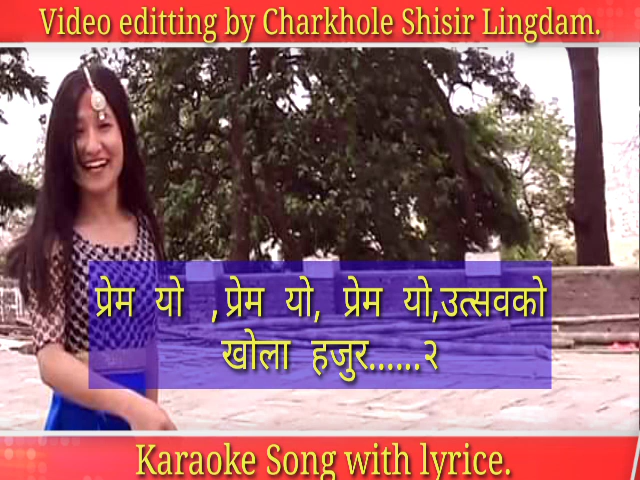 Video editting by Charkhole Shisir Lingdam.
प्रेम यो ,प्रेम यो, प्रेम यो,उत्सवको
खोला हजुर......२
Karaoke Song with lyrice.